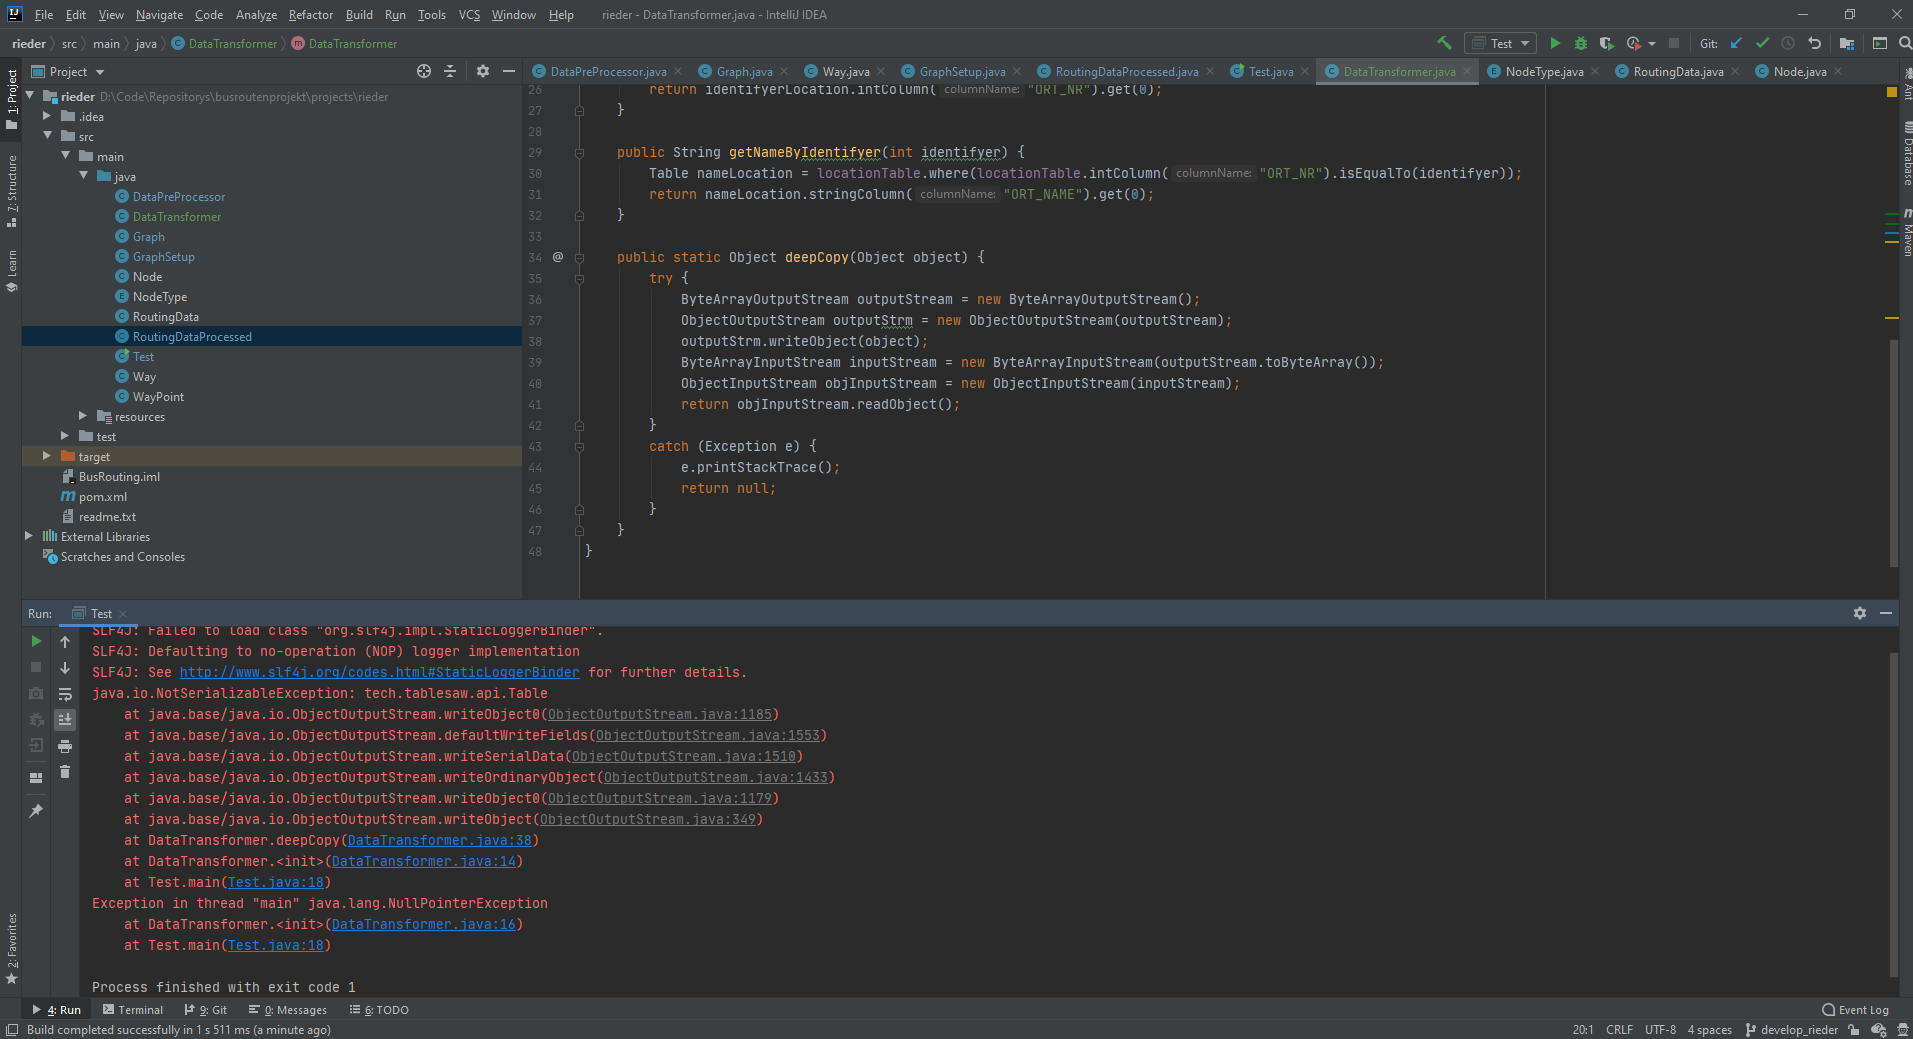 File Edit View Navigate Code Analyze Refactor Build Run Tools VCS Window Help rieder - DataTransformer.java - IntelliJ IDEA
rieder src main java DataTransformer DataTransformer Test Git:
Project
DataPreProcessor.java Graph.java Way.java GraphSetup.java RoutingDataProcessed.java Test.java DataTransformer.java NodeType.java RoutingData.java Node.java
1: Project
7: Structure
Learn
2: Favorites
rieder D:\Code\Repositorys\busroutenprojekt\projects\rieder
.idea
src
main
java
DataPreProcessor
DataTransformer
Graph
GraphSetup
Node
NodeType
RoutingData
RoutingDataProcessed
Test
Way
WayPoint
resources
test
target
BusRouting.iml
pom.xml
readme.txt
External Libraries
Scratches and Consoles
26 return identifyerLocation.intColumn( columnName: "ORT_NR").get(0);
27 }
28
29 public String getNameByIdentifyer(int identifyer) {
30 Table nameLocation = locationTable.where(locationTable.intColumn( columnName: "ORT_NR").isEqualTo(identifyer));
31 return nameLocation.stringColumn( columnName: "ORT_NAME").get(0);
32 }
33
34 @ public static Object deepCopy(Object object) {
35 try {
36 ByteArrayOutputStream outputStream = new ByteArrayOutputStream();
37 ObjectOutputStream outputStrm = new ObjectOutputStream(outputStream);
38 outputStrm.writeObject(object);
39 ByteArrayInputStream inputStream = new ByteArrayInputStream(outputStream.toByteArray());
40 ObjectInputStream objInputStream = new ObjectInputStream(inputStream);
41 return objInputStream.readObject();
42 }
43 catch (Exception e) {
44 e.printStackTrace();
45 return null;
46 }
47 }
48 }
Ant
Database
Maven
Run: Test
SLF4J: Failed to load class "org.slf4j.impl.StaticLoggerBinder".
SLF4J: Defaulting to no-operation (NOP) logger implementation
SLF4J: See http://www.slf4j.org/codes.html#StaticLoggerBinder for further details.
java.io.NotSerializableException: tech.tablesaw.api.Table
at java.base/java.io.ObjectOutputStream.writeObject0(ObjectOutputStream.java:1185)
at java.base/java.io.ObjectOutputStream.defaultWriteFields(ObjectOutputStream.java:1553)
at java.base/java.io.ObjectOutputStream.writeSerialData(ObjectOutputStream.java:1510)
at java.base/java.io.ObjectOutputStream.writeOrdinaryObject(ObjectOutputStream.java:1433)
at java.base/java.io.ObjectOutputStream.writeObject0(ObjectOutputStream.java:1179)
at java.base/java.io.ObjectOutputStream.writeObject(ObjectOutputStream.java:349)
at DataTransformer.deepCopy(DataTransformer.java:38)
at DataTransformer.<init>(DataTransformer.java:14)
at Test.main(Test.java:18)
Exception in thread "main" java.lang.NullPointerException
at DataTransformer.<init>(DataTransformer.java:16)
at Test.main(Test.java:18)
Process finished with exit code 1
4: Run Terminal 9: Git 0: Messages 6: TODO Event Log
Build completed successfully in 1 s 511 ms (a minute ago) 20:1 CRLF UTF-8 4 spaces develop_rieder